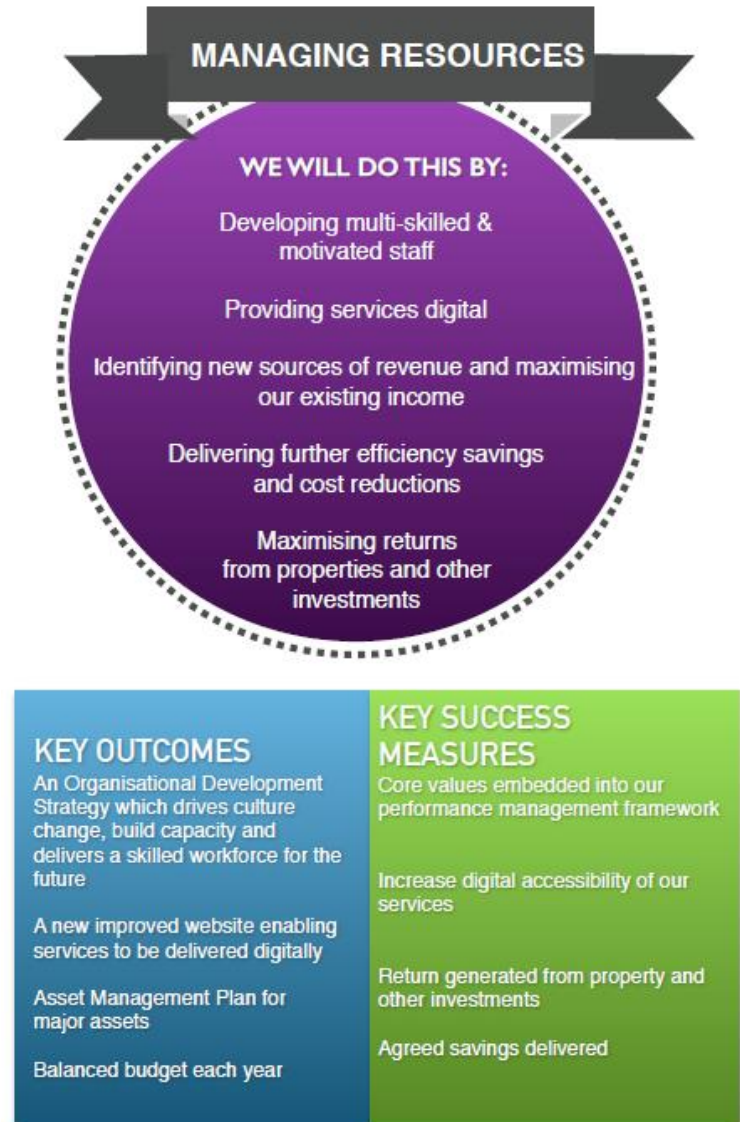 MANAGING RESOURCES
WE WILL DO THIS BY:
Developing multi-skilled &
motivated staff
Providing services digital
Identifying new sources of revenue and maximising
our existing income
Delivering further efficiency savings
and cost reductions
Maximising returns
from properties and other
investments
KEY OUTCOMES
An Organisational Development
Strategy which drives culture
change, build capacity and
delivers a skilled workforce for the
future
A new improved website enabling
services to be delivered digitally
Asset Management Plan for
major assets
Balanced budget each year
KEY SUCCESS
MEASURES
Core values embedded into our
performance management framework
Increase digital accessibility of our
services
Return generated from property and
other investments
Agreed savings delivered